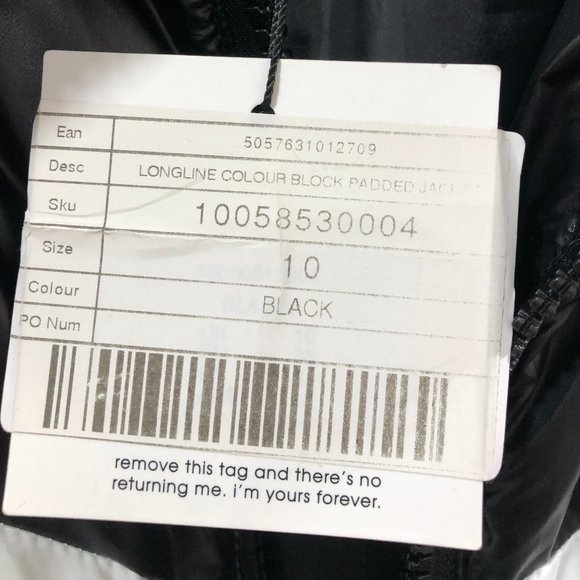 Ean 5057631012709
Desc LONGLINE COLOUR BLOCK PADDED JACKET
Sku 10058530004
Size 10
Colour BLACK
PO Num
remove this tag and there's no
returning me. i'm yours forever.